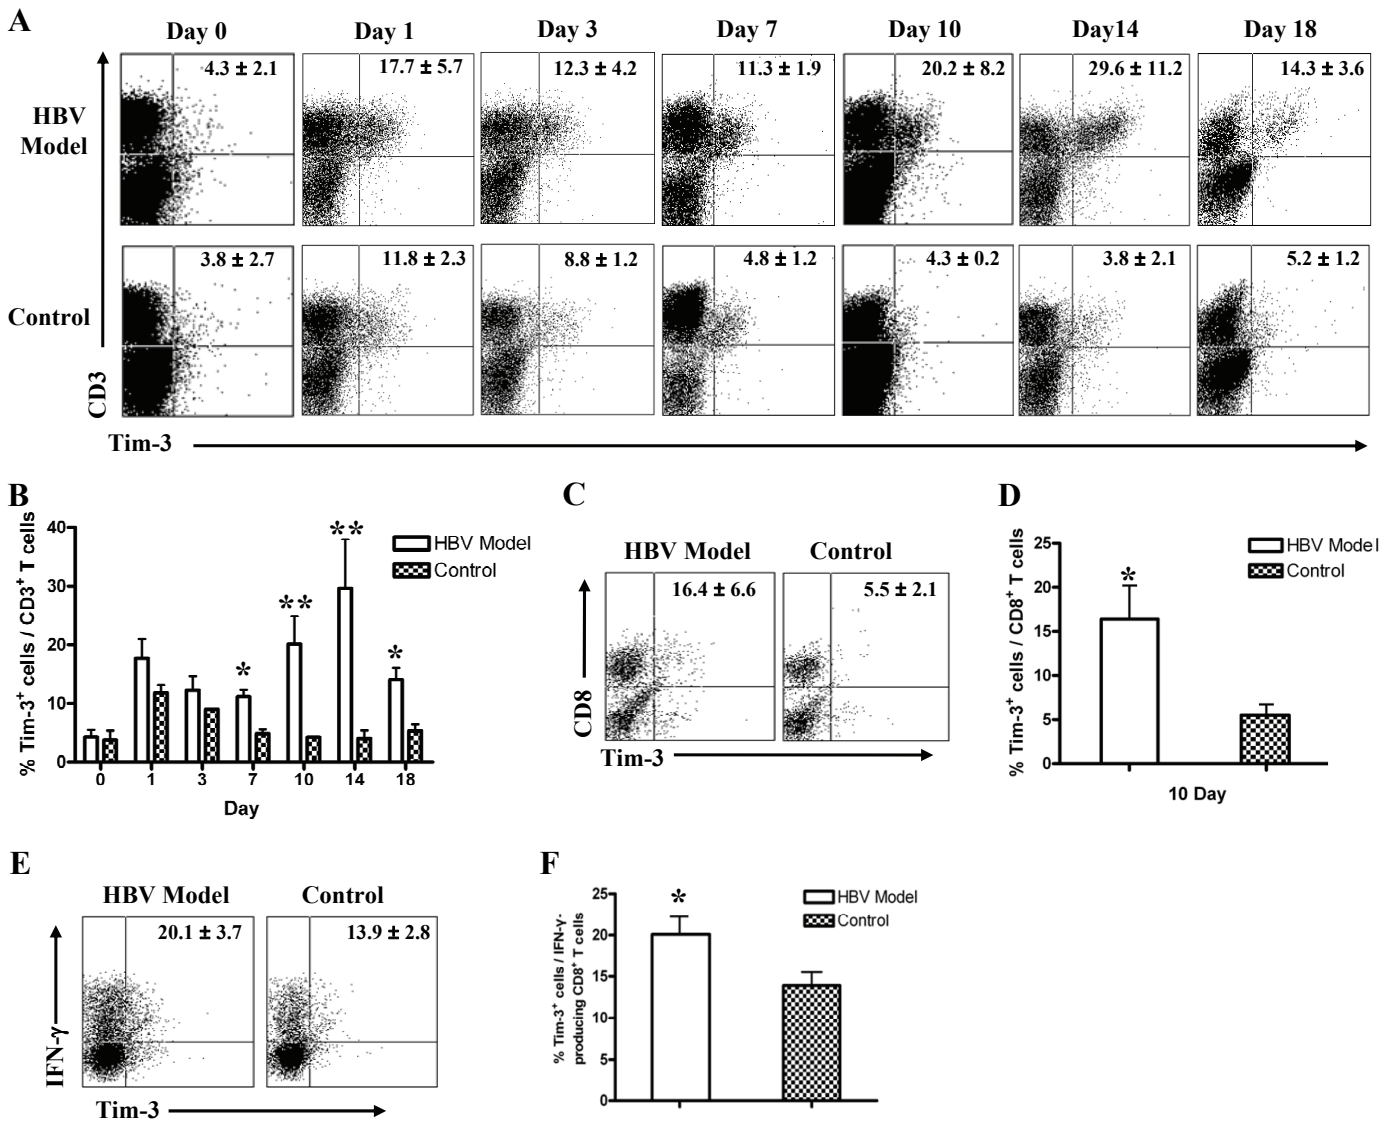 A
Day 0 Day 1 Day 3 Day 7 Day 10 Day14 Day 18
HBV Model
4.3 ± 2.1 17.7 ± 5.7 12.3 ± 4.2 11.3 ± 1.9 20.2 ± 8.2 29.6 ± 11.2 14.3 ± 3.6
Control
3.8 ± 2.7 11.8 ± 2.3 8.8 ± 1.2 4.8 ± 1.2 4.3 ± 0.2 3.8 ± 2.1 5.2 ± 1.2
CD3
Tim-3
B
% Tim-3⁺ cells / CD3⁺ T cells
40
30
20
10
0
* ** ** *
HBV Model
Control
0 1 3 7 10 14 18
Day
C
HBV Model Control
16.4 ± 6.6 5.5 ± 2.1
CD8
Tim-3
D
% Tim-3⁺ cells / CD8⁺ T cells
25
20
15
10
5
0
*
HBV Model
Control
10 Day
E
HBV Model Control
20.1 ± 3.7 13.9 ± 2.8
IFN-γ
Tim-3
F
% Tim-3⁺ cells / IFN-γ-
producing CD8⁺ T cells
25
20
15
10
5
0
*
HBV Model
Control